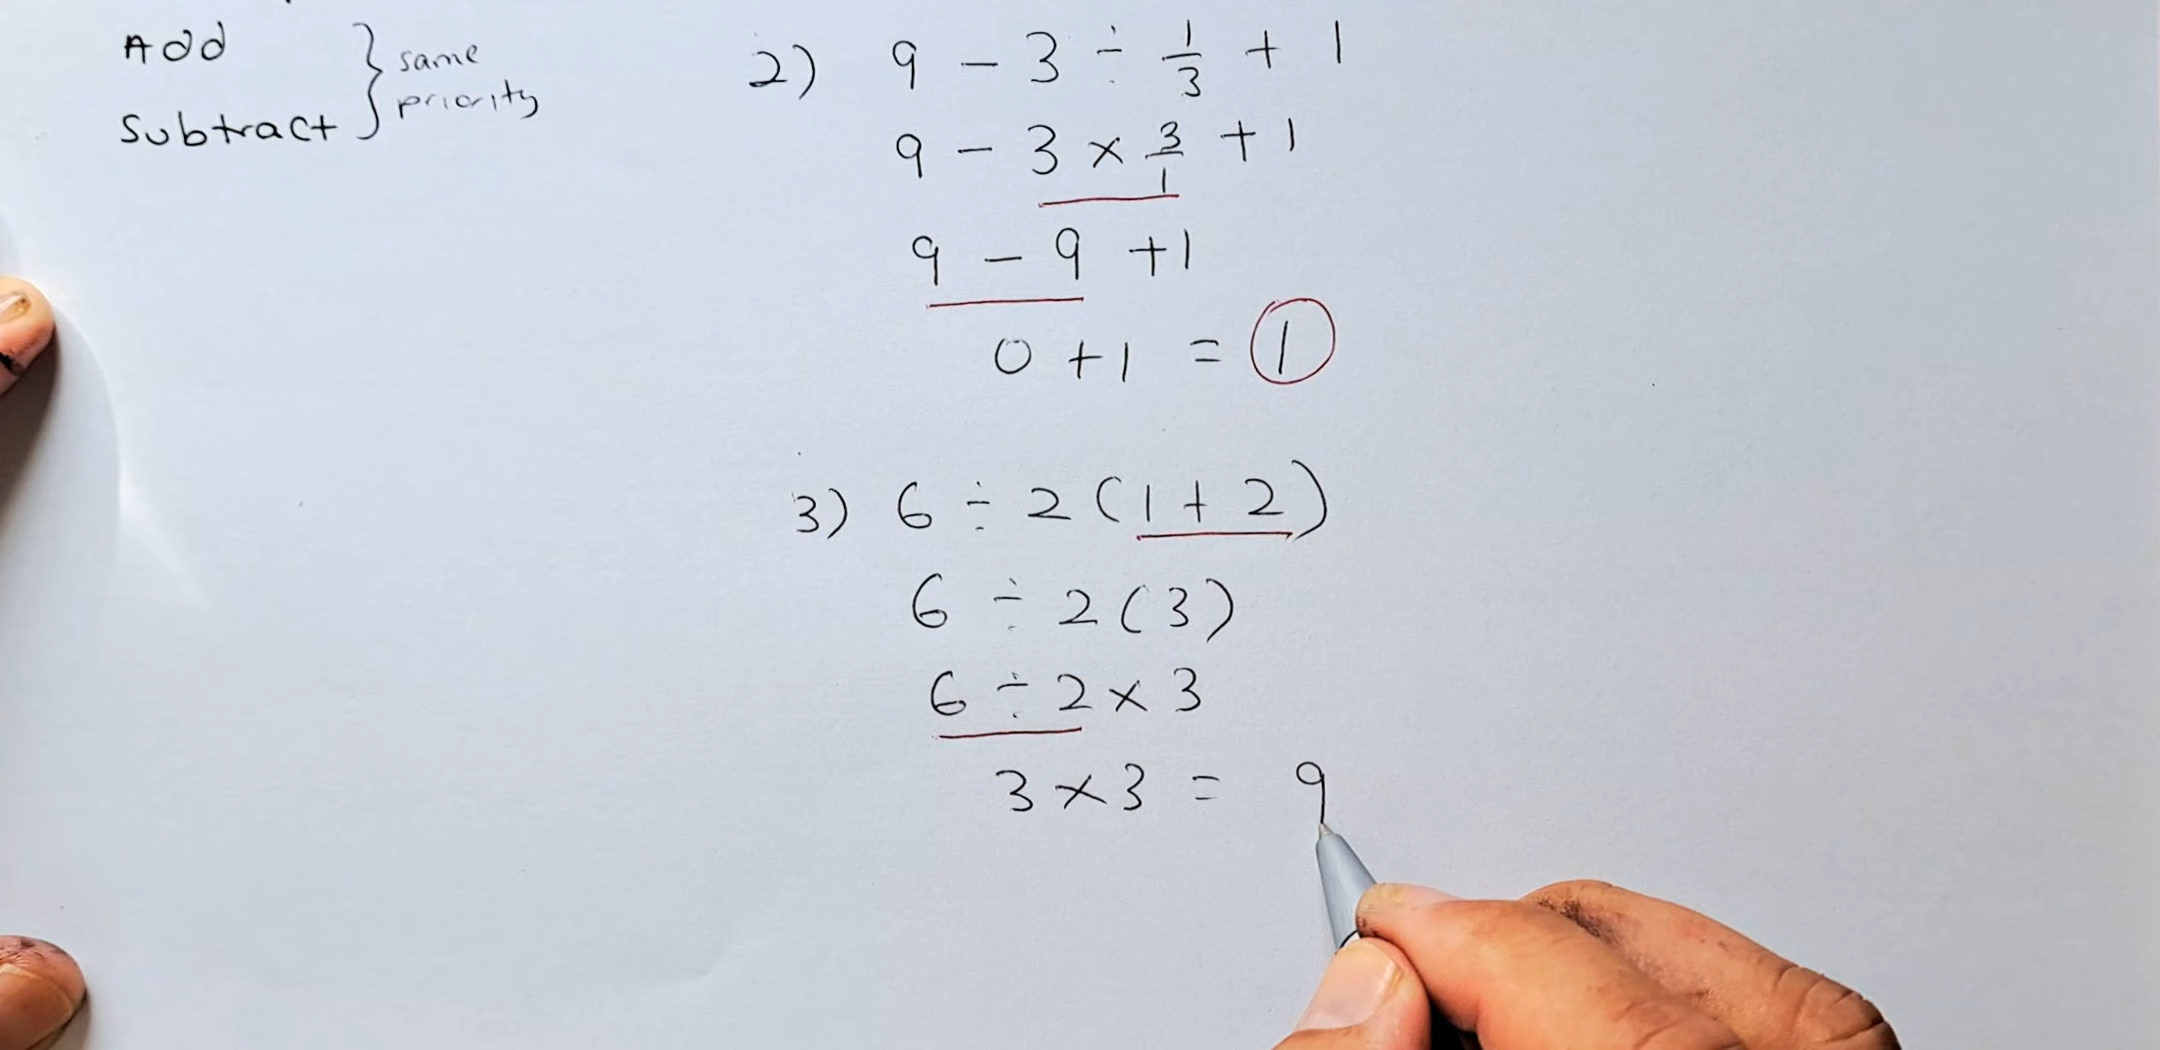 Add
Subtract } same priority
2) 9 - 3 ÷ 1/3 + 1
9 - 3 × 3/1 + 1
9 - 9 + 1
0 + 1 = 1
3) 6 ÷ 2 (1 + 2)
6 ÷ 2 (3)
6 ÷ 2 × 3
3 × 3 = 9